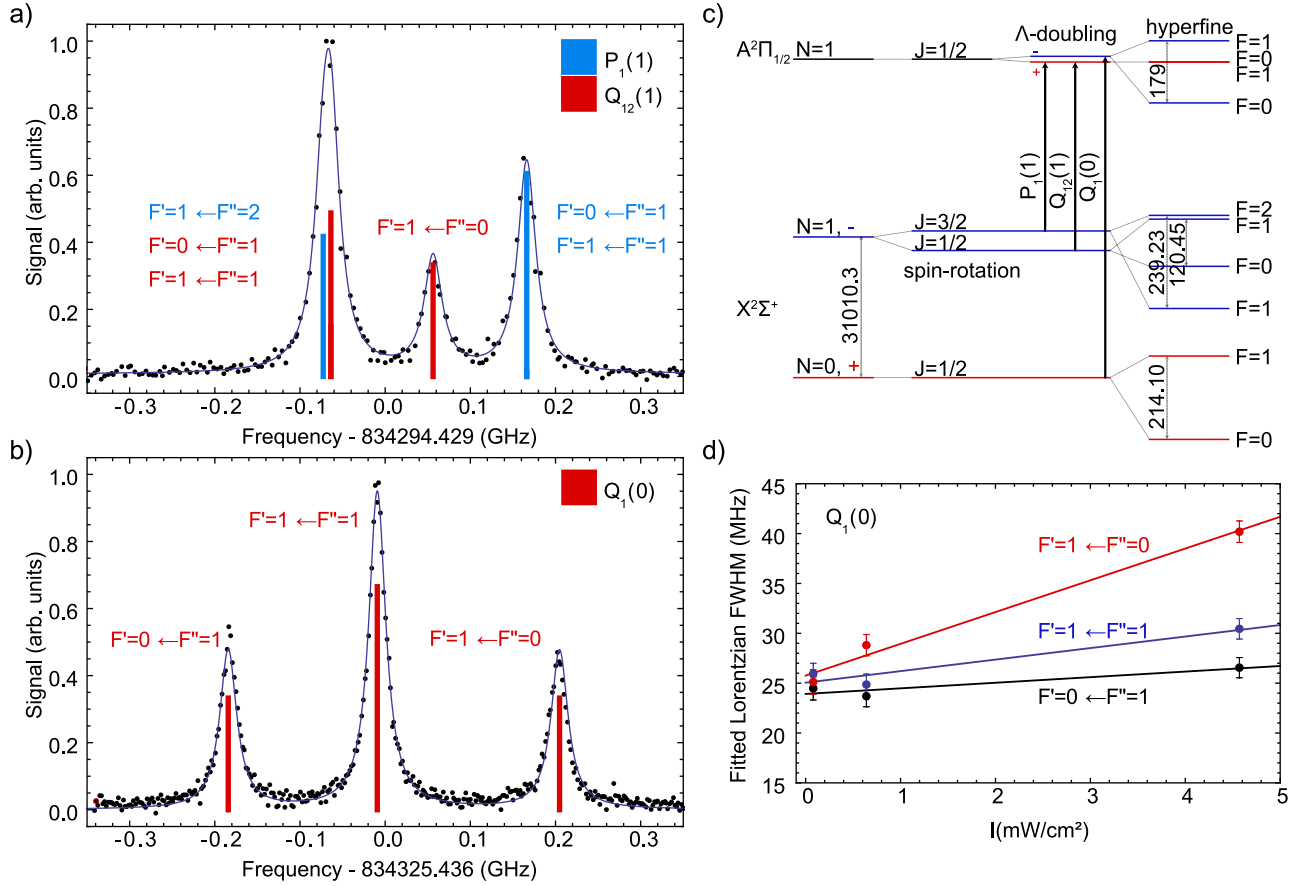 a)
1.0
0.8
0.6
0.4
0.2
0.0
Signal (arb. units)
P₁(1)
Q₁₂(1)
F'=1 ←F"=2
F'=0 ←F"=1
F'=1 ←F"=1
F'=1 ←F"=0
F'=0 ←F"=1
F'=1 ←F"=1
-0.3 -0.2 -0.1 0.0 0.1 0.2 0.3
Frequency - 834294.429 (GHz)
b)
1.0
0.8
0.6
0.4
0.2
0.0
Signal (arb. units)
Q₁(0)
F'=1 ←F"=1
F'=0 ←F"=1
F'=1 ←F"=0
-0.3 -0.2 -0.1 0.0 0.1 0.2 0.3
Frequency - 834325.436 (GHz)
c)
Λ-doubling
hyperfine
A²Π₁/₂ N=1
J=1/2
-
+
F=1
F=0
F=1
F=0
179
P₁(1)
Q₁₂(1)
Q₁(0)
N=1, -
J=3/2
J=1/2
spin-rotation
F=2
F=1
F=0
F=1
239.23
120.45
X²Σ⁺
31010.3
N=0, +
J=1/2
F=1
F=0
214.10
d)
45
40
35
30
25
20
15
Fitted Lorentzian FWHM (MHz)
Q₁(0)
F'=1 ←F"=0
F'=1 ←F"=1
F'=0 ←F"=1
0 1 2 3 4 5
I(mW/cm²)